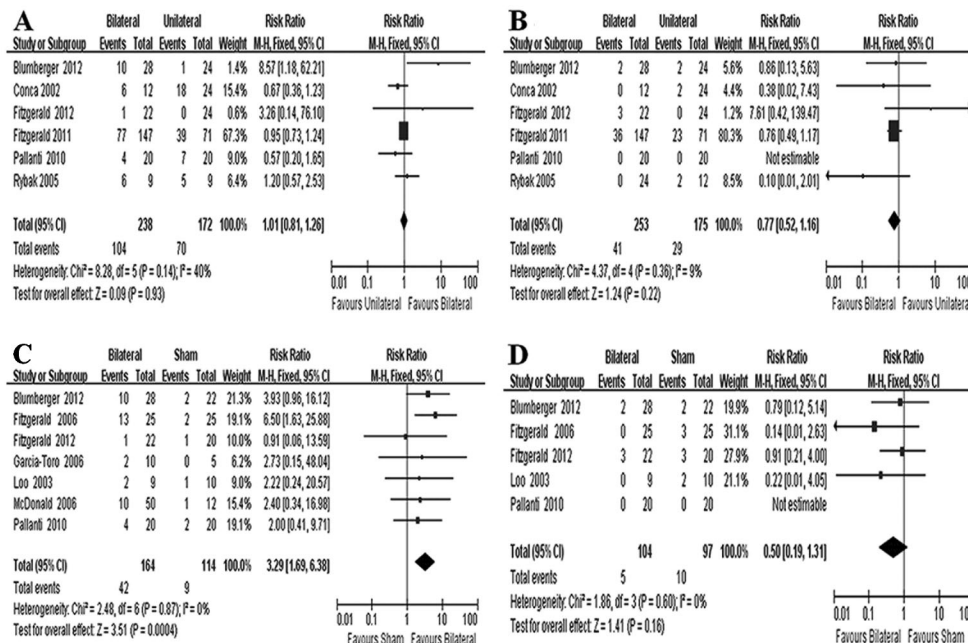 A
Bilateral Unilateral Risk Ratio Risk Ratio
Study or Subgroup Events Total Events Total Weight M-H, Fixed, 95% CI M-H, Fixed, 95% CI
Blumberger 2012 10 28 1 24 1.4% 8.57 [1.18, 62.21]
Conca 2002 6 12 18 24 15.4% 0.67 [0.36, 1.23]
Fitzgerald 2012 1 22 0 24 0.6% 3.26 [0.14, 76.10]
Fitzgerald 2011 77 147 39 71 67.3% 0.95 [0.73, 1.24]
Pallanti 2010 4 20 7 20 9.0% 0.57 [0.20, 1.65]
Rybak 2005 6 9 5 9 6.4% 1.20 [0.57, 2.53]
Total (95% CI) 238 172 100.0% 1.01 [0.81, 1.26]
Total events 104 70
Heterogeneity: Chi² = 8.28, df = 5 (P = 0.14); I² = 40%
Test for overall effect: Z = 0.09 (P = 0.93)
0.01 0.1 1 10 100
Favours Unilateral Favours Bilateral
B
Bilateral Unilateral Risk Ratio Risk Ratio
Study or Subgroup Events Total Events Total Weight M-H, Fixed, 95% CI M-H, Fixed, 95% CI
Blumberger 2012 2 28 2 24 5.6% 0.86 [0.13, 5.63]
Conca 2002 0 12 2 24 4.4% 0.38 [0.02, 7.43]
Fitzgerald 2012 3 22 0 24 1.2% 7.61 [0.42, 139.47]
Fitzgerald 2011 36 147 23 71 80.3% 0.76 [0.49, 1.17]
Pallanti 2010 0 20 0 20 Not estimable
Rybak 2005 0 24 2 12 8.5% 0.10 [0.01, 2.01]
Total (95% CI) 253 175 100.0% 0.77 [0.52, 1.16]
Total events 41 29
Heterogeneity: Chi² = 4.37, df = 4 (P = 0.36); I² = 9%
Test for overall effect: Z = 1.24 (P = 0.22)
0.01 0.1 1 10 100
Favours Bilateral Favours Unilatera
C
Bilateral Sham Risk Ratio Risk Ratio
Study or Subgroup Events Total Events Total Weight M-H, Fixed, 95% CI M-H, Fixed, 95% CI
Blumberger 2012 10 28 2 22 21.3% 3.93 [0.96, 16.12]
Fitzgerald 2006 13 25 2 25 19.1% 6.50 [1.63, 25.88]
Fitzgerald 2012 1 22 1 20 10.0% 0.91 [0.06, 13.59]
Garcia-Toro 2006 2 10 0 5 6.2% 2.73 [0.15, 48.04]
Loo 2003 2 9 1 10 9.0% 2.22 [0.24, 20.57]
McDonald 2006 10 50 1 12 15.4% 2.40 [0.34, 16.98]
Pallanti 2010 4 20 2 20 19.1% 2.00 [0.41, 9.71]
Total (95% CI) 164 114 100.0% 3.29 [1.69, 6.38]
Total events 42 9
Heterogeneity: Chi² = 2.48, df = 6 (P = 0.87); I² = 0%
Test for overall effect: Z = 3.51 (P = 0.0004)
0.01 0.1 1 10 100
Favours Sham Favours Bilateral
D
Bilateral Sham Risk Ratio Risk Ratio
Study or Subgroup Events Total Events Total Weight M-H, Fixed, 95% CI M-H, Fixed, 95% CI
Blumberger 2012 2 28 2 22 19.9% 0.79 [0.12, 5.14]
Fitzgerald 2006 0 25 3 25 31.1% 0.14 [0.01, 2.63]
Fitzgerald 2012 3 22 3 20 27.9% 0.91 [0.21, 4.00]
Loo 2003 0 9 2 10 21.1% 0.22 [0.01, 4.05]
Pallanti 2010 0 20 0 20 Not estimable
Total (95% CI) 104 97 100.0% 0.50 [0.19, 1.31]
Total events 5 10
Heterogeneity: Chi² = 1.86, df = 3 (P = 0.60); I² = 0%
Test for overall effect: Z = 1.41 (P = 0.16)
0.01 0.1 1 10 100
Favours Bilateral Favours Sham